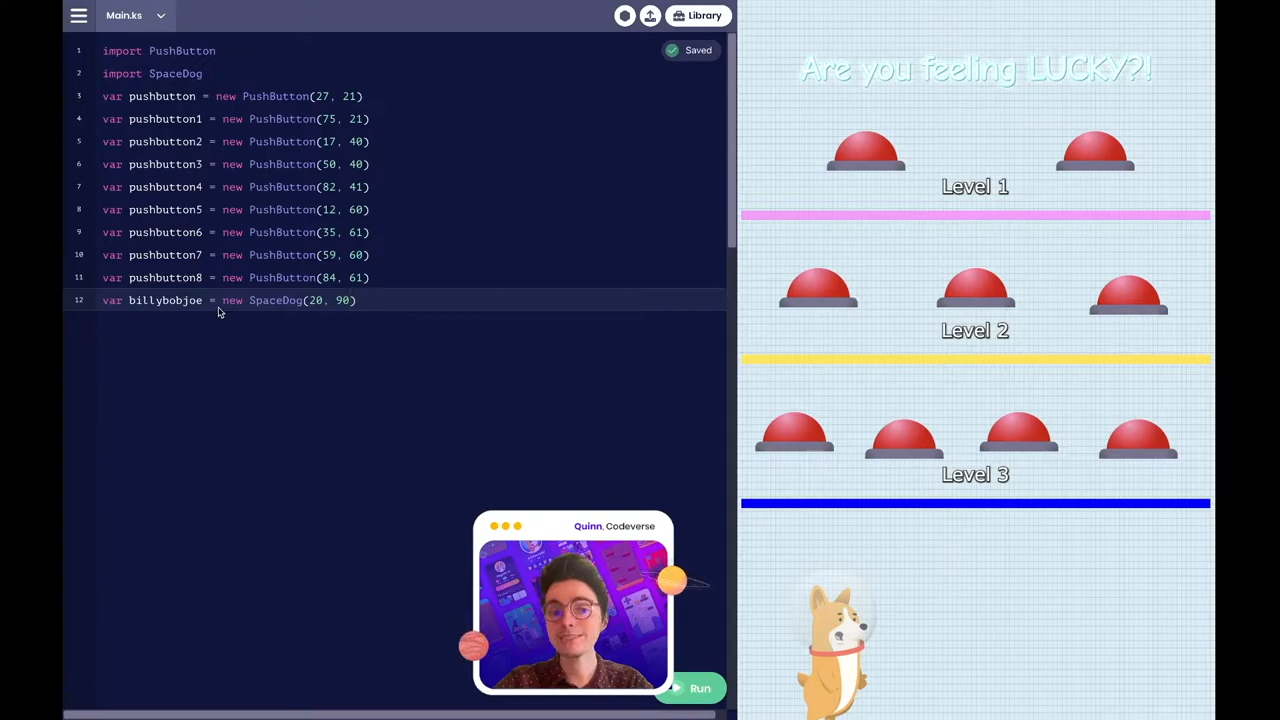 Main.ks
Library
Saved
1 import PushButton
2 import SpaceDog
3 var pushbutton = new PushButton(27, 21)
4 var pushbutton1 = new PushButton(75, 21)
5 var pushbutton2 = new PushButton(17, 40)
6 var pushbutton3 = new PushButton(50, 40)
7 var pushbutton4 = new PushButton(82, 41)
8 var pushbutton5 = new PushButton(12, 60)
9 var pushbutton6 = new PushButton(35, 61)
10 var pushbutton7 = new PushButton(59, 60)
11 var pushbutton8 = new PushButton(84, 61)
12 var billybobjoe = new SpaceDog(20, 90)
Quinn, Codeverse
Run
Are you feeling LUCKY?!
Level 1
Level 2
Level 3